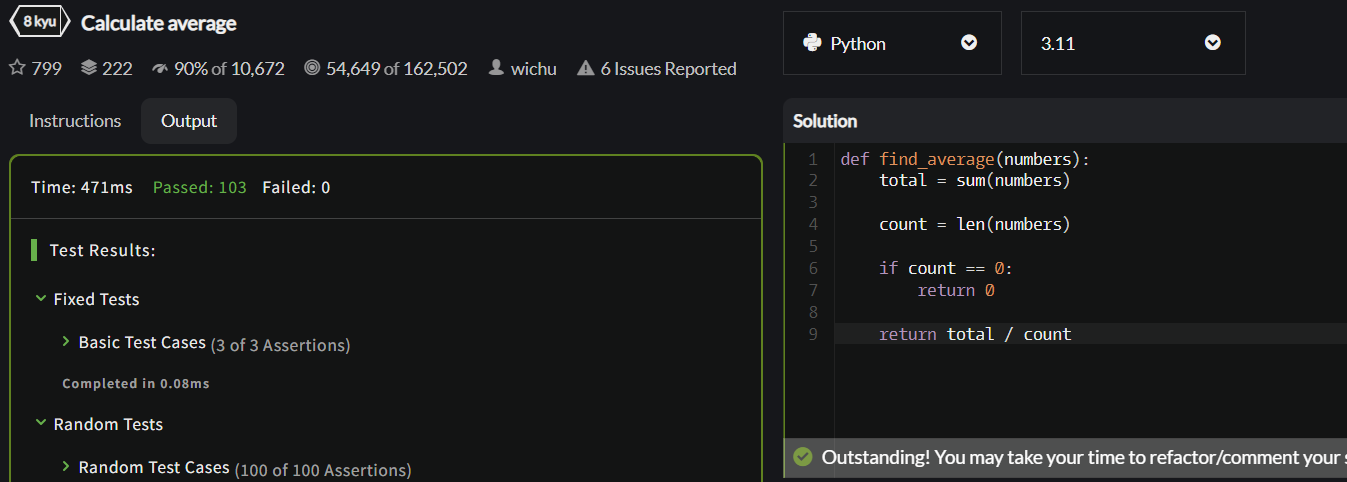 8 kyu Calculate average
799 222 90% of 10,672 54,649 of 162,502 wichu 6 Issues Reported
Instructions Output
Time: 471ms Passed: 103 Failed: 0
Test Results:
Fixed Tests
Basic Test Cases (3 of 3 Assertions)
Completed in 0.08ms
Random Tests
Random Test Cases (100 of 100 Assertions)
Python 3.11
Solution
1 def find_average(numbers):
2 total = sum(numbers)
3
4 count = len(numbers)
5
6 if count == 0:
7 return 0
8
9 return total / count
Outstanding! You may take your time to refactor/comment your